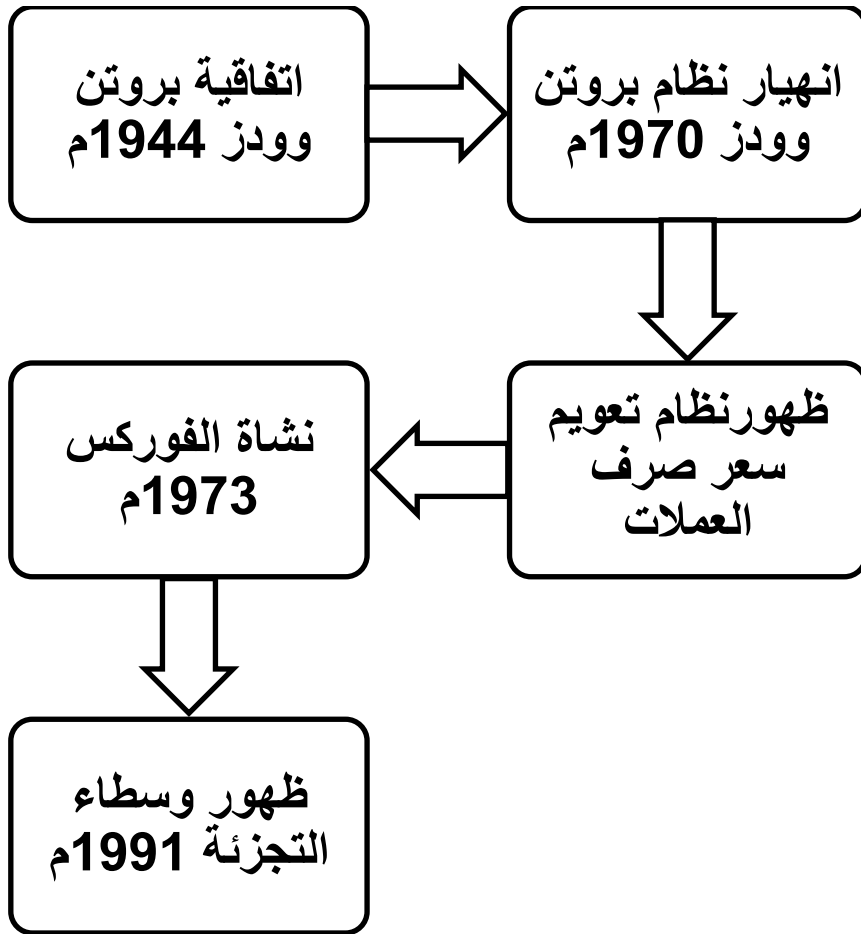 اتفاقية بروتن
وودز 1944م
انهيار نظام بروتن
وودز 1970م
ظهورنظام تعويم
سعر صرف
العملات
نشاة الفوركس
1973م
ظهور وسطاء
التجزئة 1991م